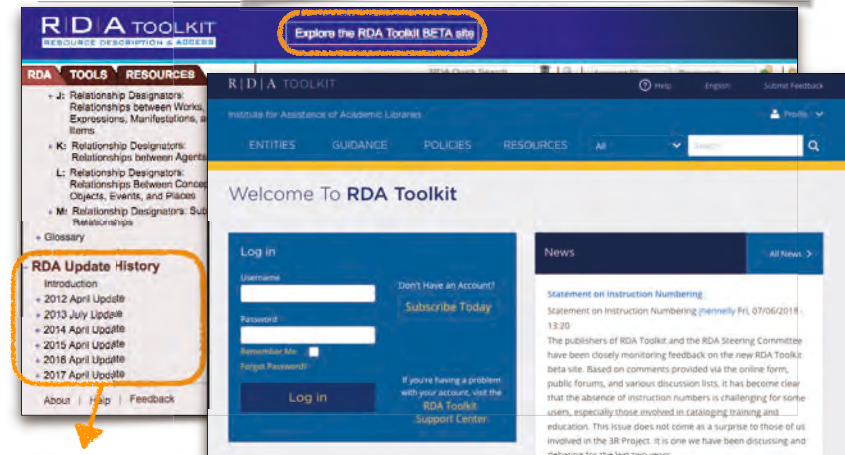 R|D|A TOOLKIT
RESOURCE DESCRIPTION & ACCESS
Explore the RDA Toolkit BETA site
RDA TOOLS RESOURCES
J: Relationship Designators:
Relationships between Works,
Expressions, Manifestations, a
Items
K: Relationship Designators:
Relationships between Agents
L: Relationship Designators:
Relationships Between Concep
Objects, Events, and Places
M: Relationship Designators: Sub
Relationships
Glossary
RDA Update History
Introduction
2012 April Update
2013 July Update
2014 April Update
2015 April Update
2016 April Update
2017 April Update
About | Help | Feedback
R|D|A TOOLKIT
Help English Submit Feedback
Institute for Assistance of Academic Libraries
Profile
ENTITIES GUIDANCE POLICIES RESOURCES All Search
Welcome To RDA Toolkit
Log in
Username
Password
Remember Me
Forgot Password?
Log in
Don't Have an Account?
Subscribe Today
If you're having a problem
with your account, visit the
RDA Toolkit
Support Center
News
All News
Statement on Instruction Numbering
Statement on Instruction Numbering jhennelly Fri, 07/06/2018 -
13:20
The publishers of RDA Toolkit and the RDA Steering Committee
have been closely monitoring feedback on the new RDA Toolkit
beta site. Based on comments provided via the online form,
public forums, and various discussion lists, it has become clear
that the absence of instruction numbers is challenging for some
users, especially those involved in cataloging training and
education. This issue does not come as a surprise to those of us
involved in the 3R Project. It is one we have been discussing and
debating for the last two years.